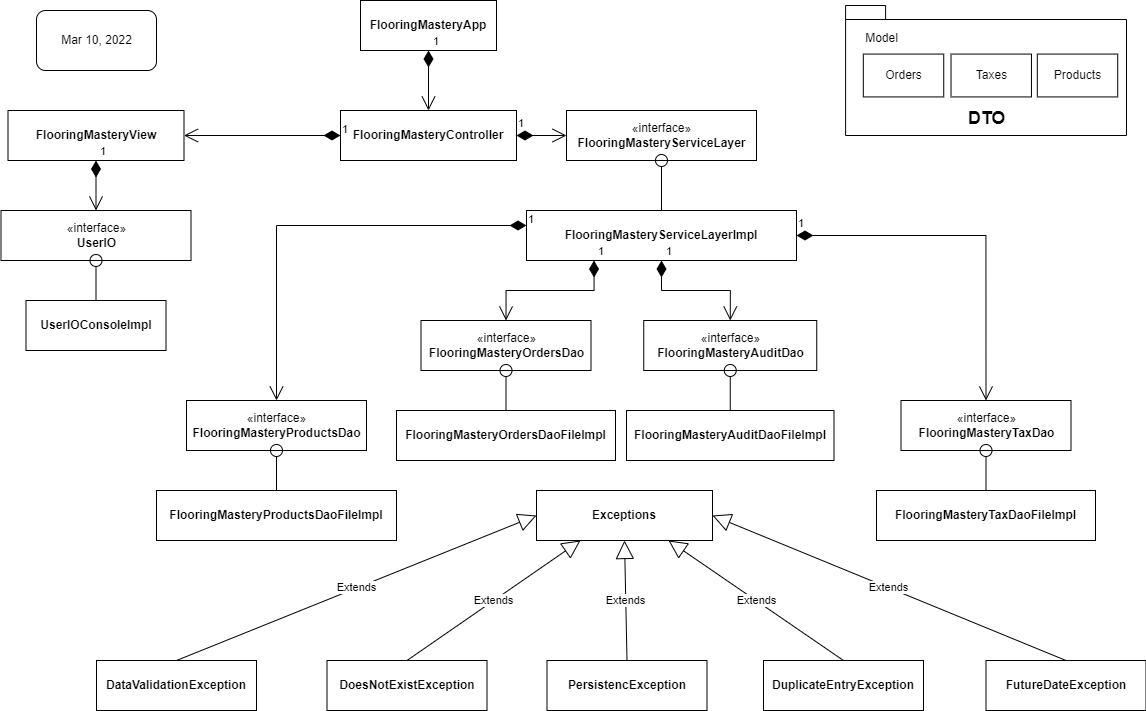 FlooringMasteryApp
1
Mar 10, 2022
Model
Orders
Taxes
Products
DTO
FlooringMasteryView
1
1
FlooringMasteryController
1
«interface»
FlooringMasteryServiceLayer
«interface»
UserIO
1
FlooringMasteryServiceLayerImpl
1
1
1
UserIOConsoleImpl
«interface»
FlooringMasteryOrdersDao
«interface»
FlooringMasteryAuditDao
«interface»
FlooringMasteryProductsDao
FlooringMasteryOrdersDaoFileImpl
FlooringMasteryAuditDaoFileImpl
«interface»
FlooringMasteryTaxDao
FlooringMasteryProductsDaoFileImpl
Exceptions
FlooringMasteryTaxDaoFileImpl
Extends
Extends
Extends
Extends
Extends
DataValidationException
DoesNotExistException
PersistencException
DuplicateEntryException
FutureDateException